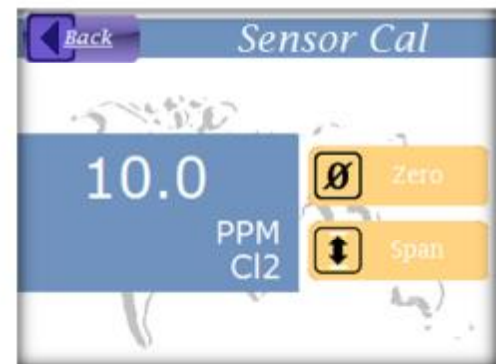 Back
Sensor Cal
10.0
PPM
Cl2
Ø Zero
Span